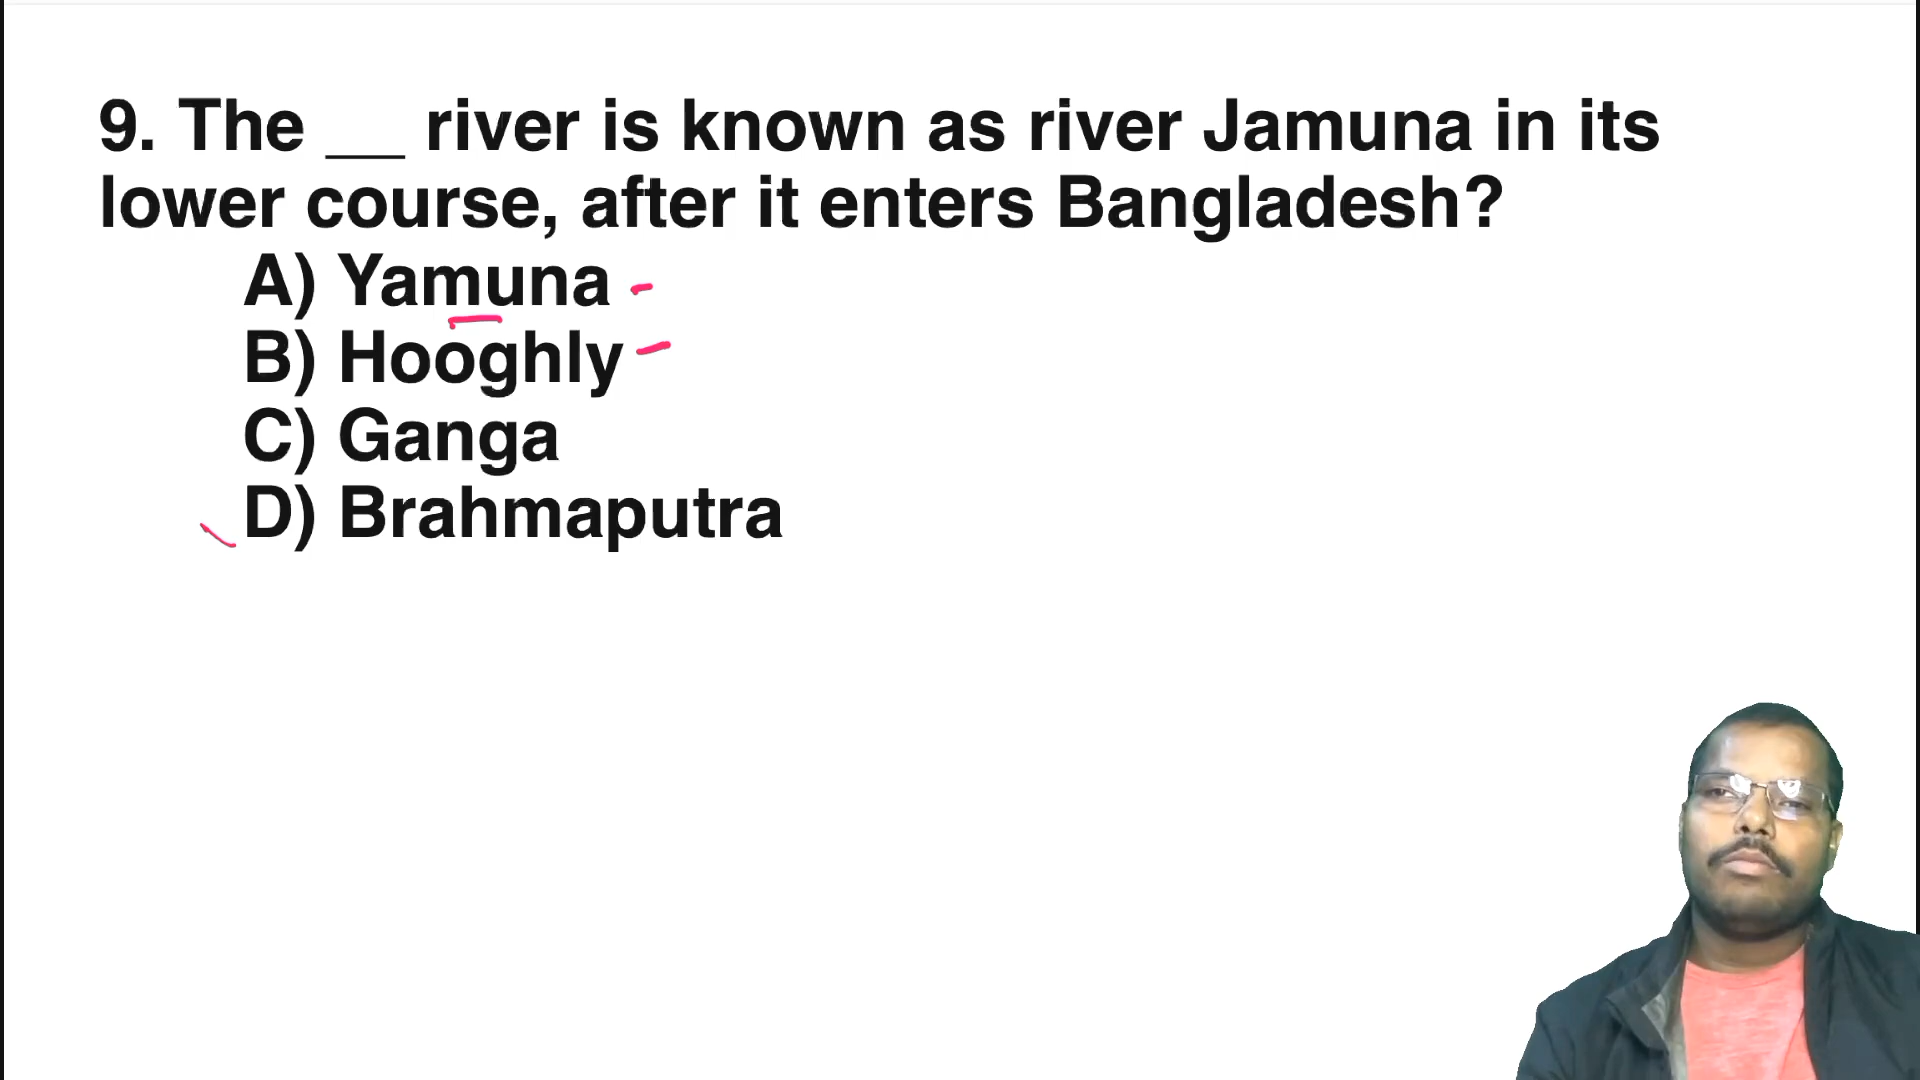 9. The __ river is known as river Jamuna in its
lower course, after it enters Bangladesh?
A) Yamuna
B) Hooghly
C) Ganga
D) Brahmaputra